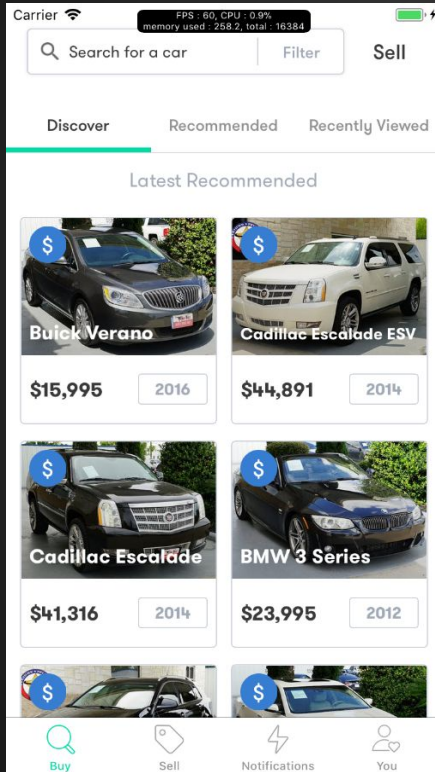 Carrier
FPS : 60, CPU : 0.9%
memory used : 258.2, total : 16384
Search for a car
Filter
Sell
Discover
Recommended
Recently Viewed
Latest Recommended
$
$
Buick Verano
Cadillac Escalade ESV
$15,995
2016
$44,891
2014
$
$
Cadillac Escalade
BMW 3 Series
$41,316
2014
$23,995
2012
$
$
Buy
Sell
Notifications
You